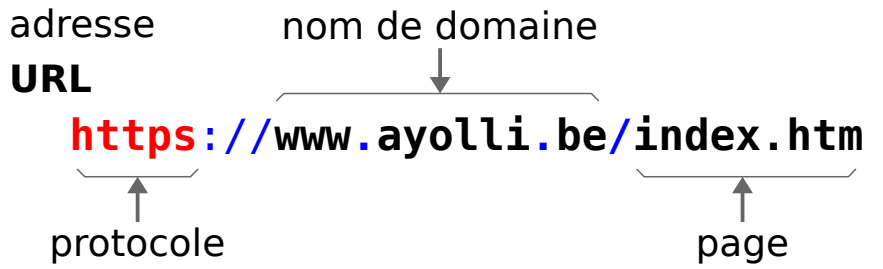 adresse
nom de domaine
URL
https://www.ayolli.be/index.htm
protocole
page